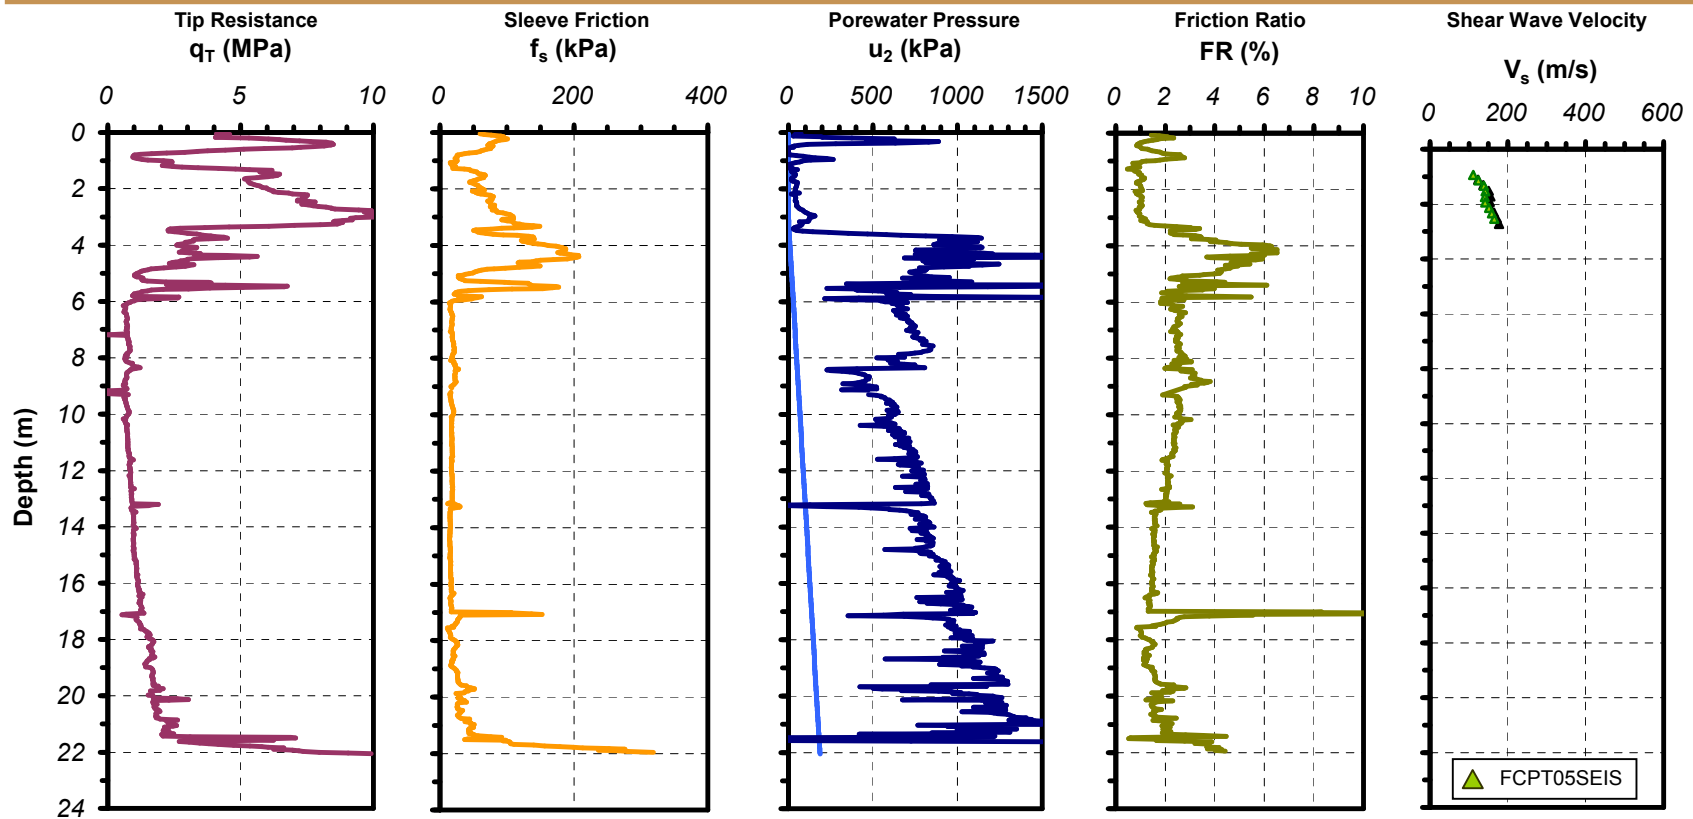 Tip Resistance
qT (MPa)
Sleeve Friction
fs (kPa)
Porewater Pressure
u2 (kPa)
Friction Ratio
FR (%)
Shear Wave Velocity
Vs (m/s)
0 5 10
0 200 400
0 500 1000 1500
0 2 4 6 8 10
0 200 400 600
Depth (m)
0
2
4
6
8
10
12
14
16
18
20
22
24
FCPT05SEIS